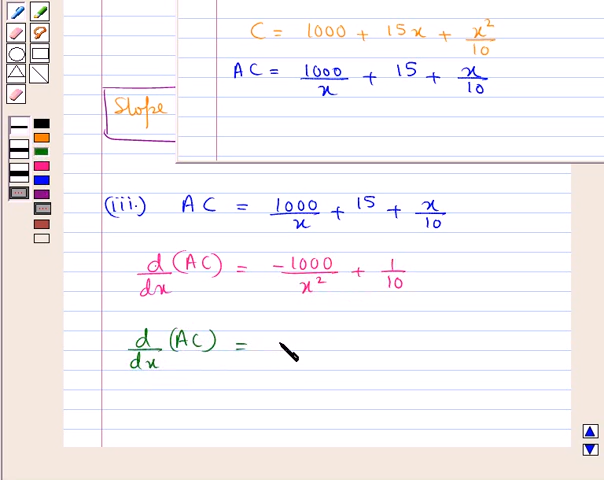 C = 1000 + 15x + x²/10
AC = 1000/x + 15 + x/10
Slope
(iii.) AC = 1000/x + 15 + x/10
d/dx (AC) = -1000/x² + 1/10
d/dx (AC) =